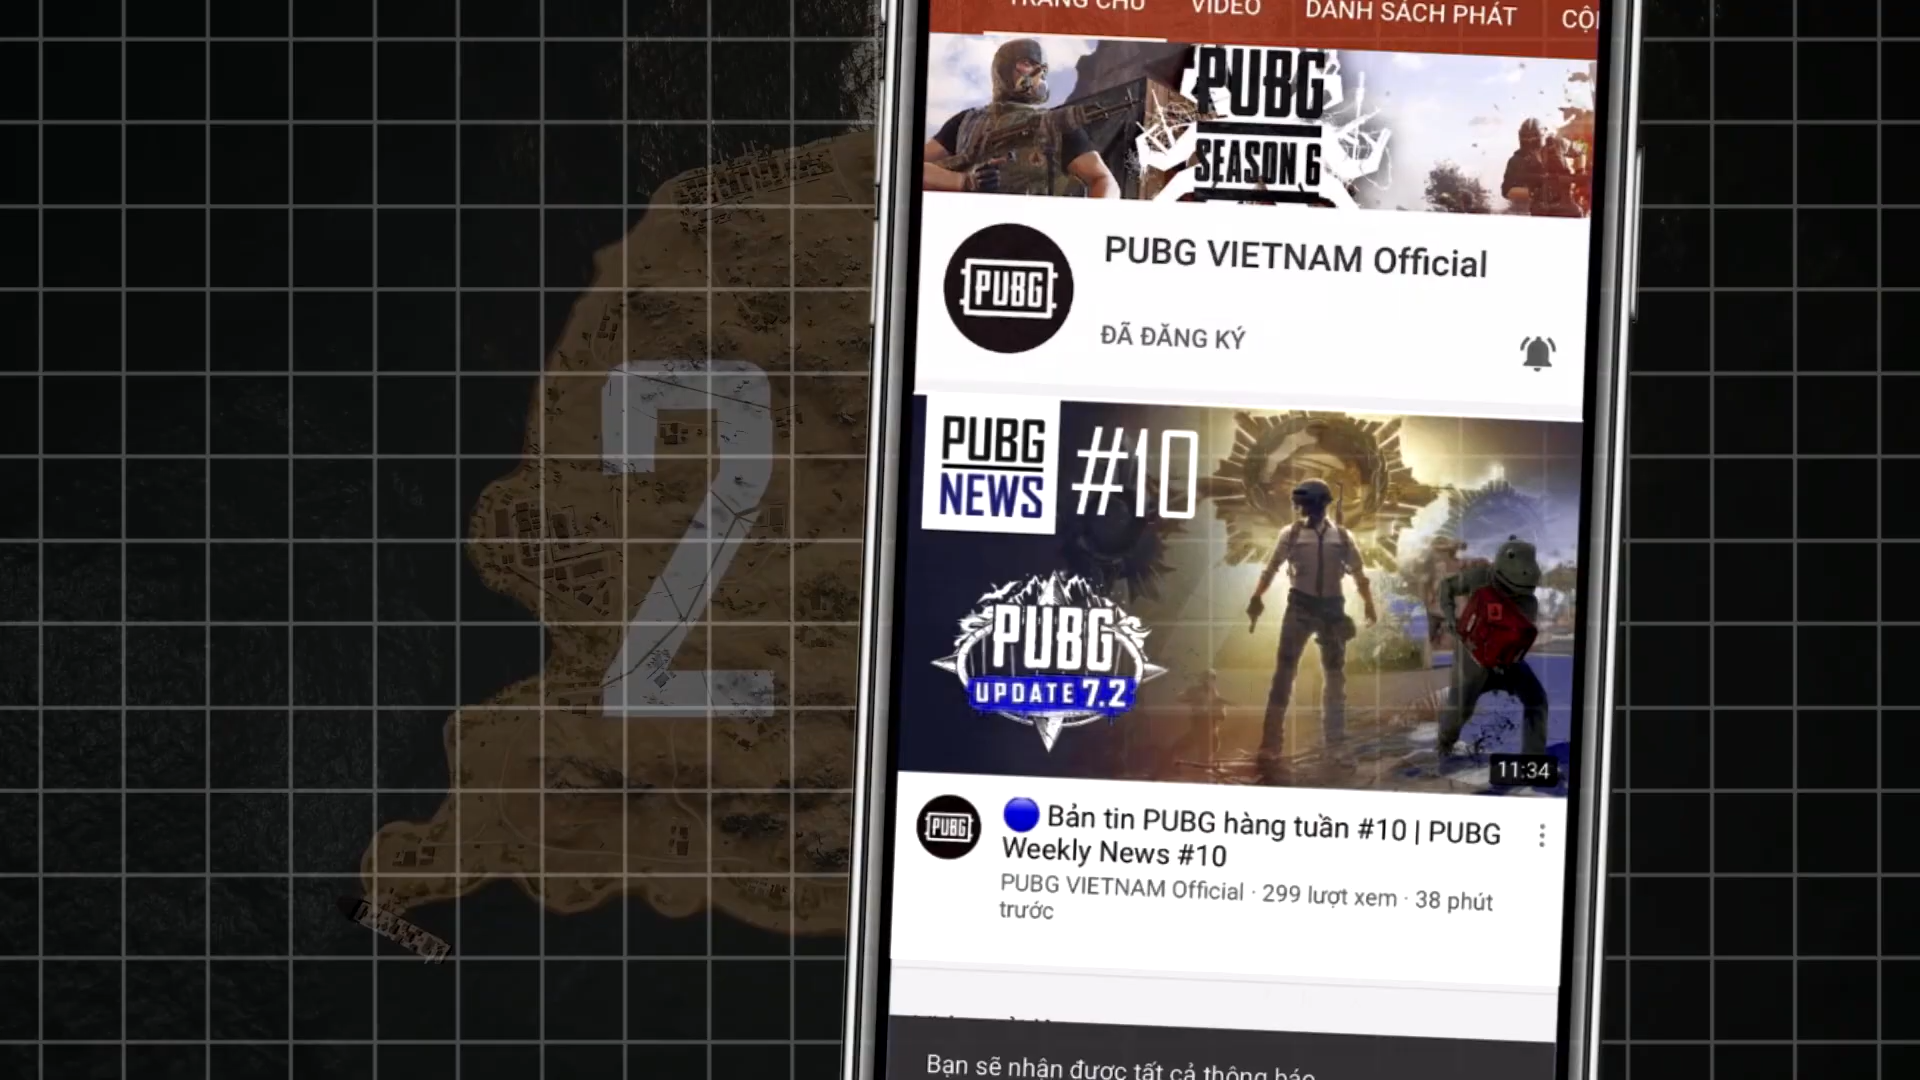 TRANG CHỦ VIDEO DANH SÁCH PHÁT
PUBG
SEASON 6
PUBG VIETNAM Official
PUBG
ĐÃ ĐĂNG KÝ
PUBG
NEWS
#10
2
PUBG
UPDATE 7.2
11:34
PUBG
Bản tin PUBG hàng tuần #10 | PUBG
Weekly News #10
PUBG VIETNAM Official · 299 lượt xem · 38 phút
trước
Bạn sẽ nhận được tất cả thông báo